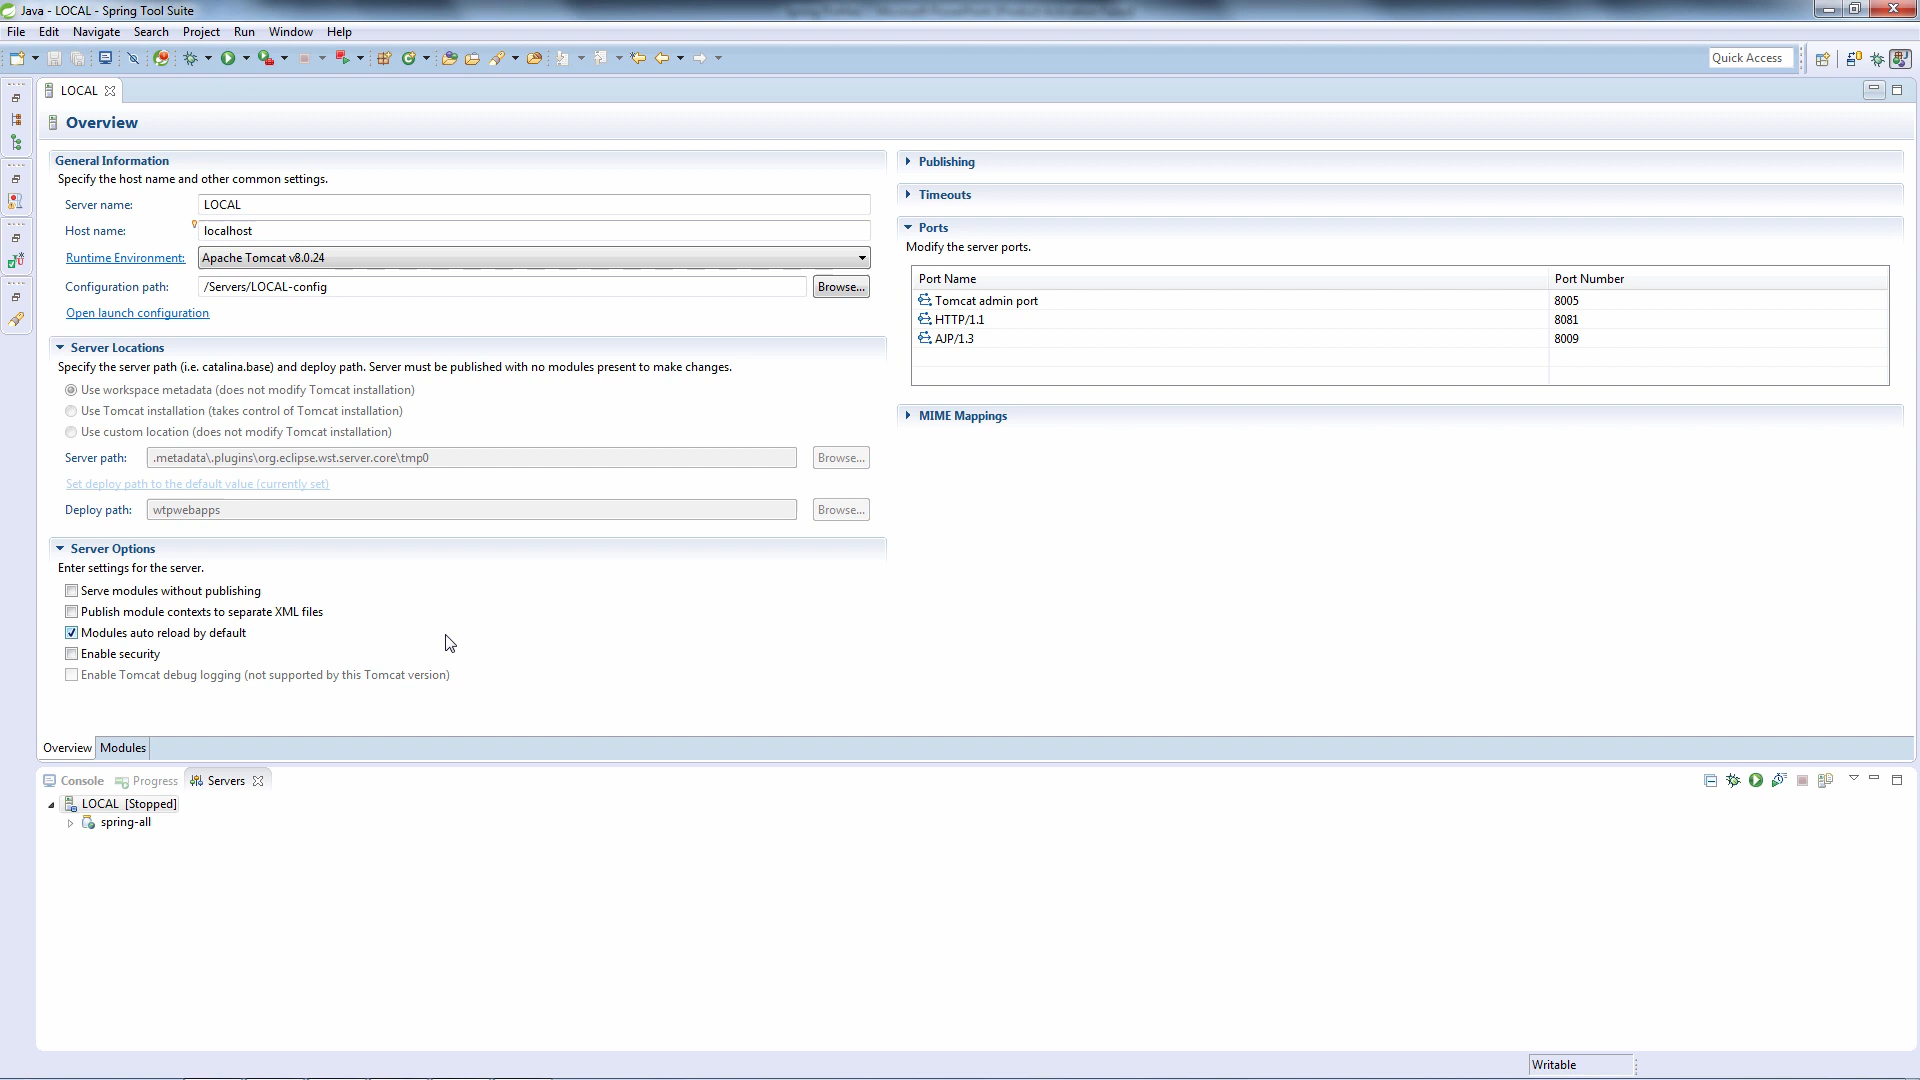 Java - LOCAL - Spring Tool Suite
File Edit Navigate Search Project Run Window Help
Quick Access
LOCAL
Overview
General Information
Specify the host name and other common settings.
Server name: LOCAL
Host name: localhost
Runtime Environment: Apache Tomcat v8.0.24
Configuration path: /Servers/LOCAL-config Browse...
Open launch configuration
Server Locations
Specify the server path (i.e. catalina.base) and deploy path. Server must be published with no modules present to make changes.
Use workspace metadata (does not modify Tomcat installation)
Use Tomcat installation (takes control of Tomcat installation)
Use custom location (does not modify Tomcat installation)
Server path: .metadata\.plugins\org.eclipse.wst.server.core\tmp0 Browse...
Set deploy path to the default value (currently set)
Deploy path: wtpwebapps Browse...
Server Options
Enter settings for the server.
Serve modules without publishing
Publish module contexts to separate XML files
Modules auto reload by default
Enable security
Enable Tomcat debug logging (not supported by this Tomcat version)
Publishing
Timeouts
Ports
Modify the server ports.
Port Name Port Number
Tomcat admin port 8005
HTTP/1.1 8081
AJP/1.3 8009
MIME Mappings
Overview Modules
Console Progress Servers
LOCAL [Stopped]
spring-all
Writable